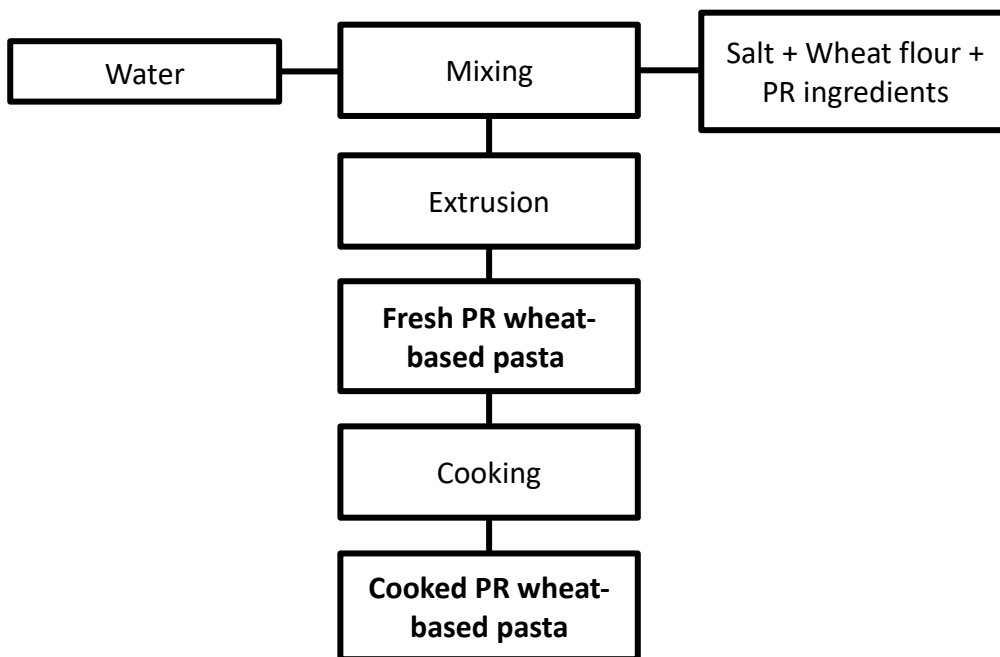 Water
Mixing
Salt + Wheat flour +
PR ingredients
Extrusion
Fresh PR wheat-
based pasta
Cooking
Cooked PR wheat-
based pasta